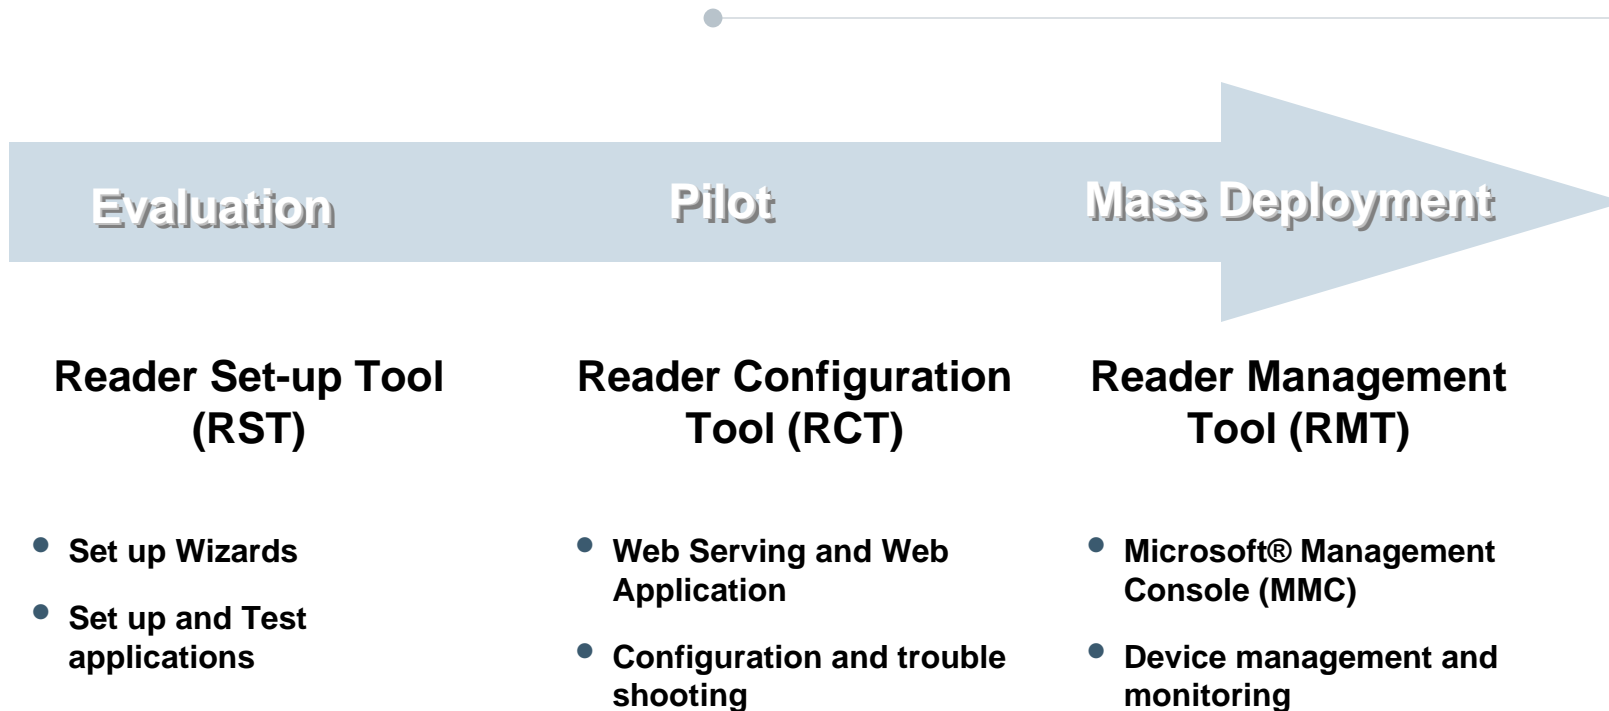 Evaluation
Pilot
Mass Deployment
Reader Set-up Tool
(RST)
Reader Configuration
Tool (RCT)
Reader Management
Tool (RMT)
Set up Wizards
Set up and Test
applications
Web Serving and Web
Application
Configuration and trouble
shooting
Microsoft® Management
Console (MMC)
Device management and
monitoring